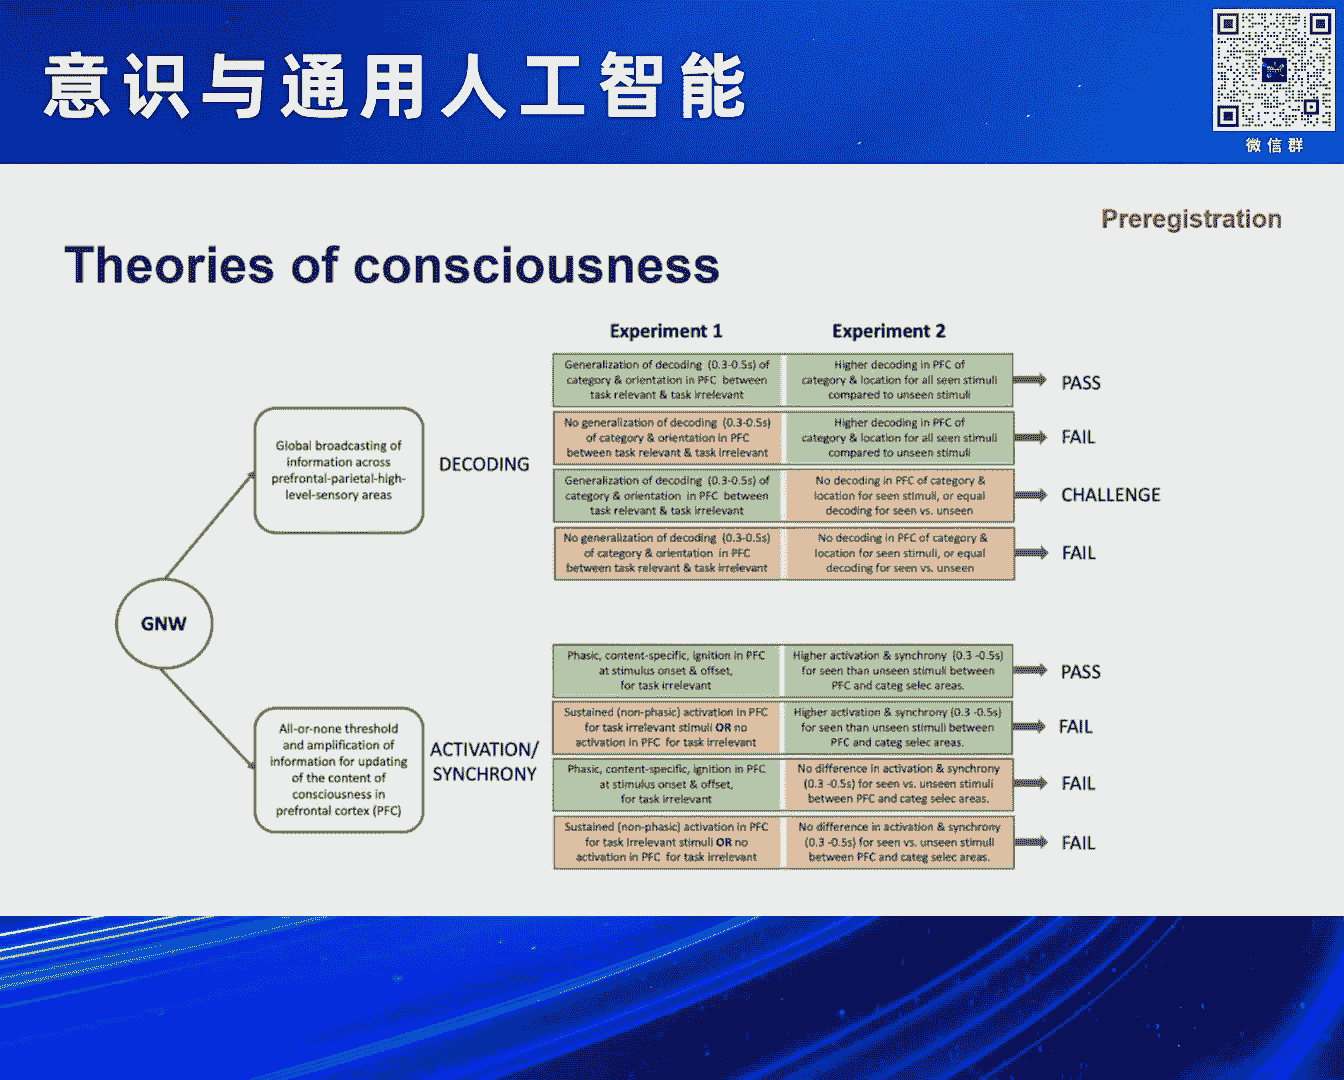 意识与通用人工智能
微信群
Preregistration
Theories of consciousness
Experiment 1
Experiment 2
Generalization of decoding (0.3-0.5s) of
category & orientation in PFC between
task relevant & task irrelevant
Higher decoding in PFC of
category & location for all seen stimuli
compared to unseen stimuli
PASS
No generalization of decoding (0.3-0.5s)
of category & orientation in PFC
between task relevant & task irrelevant
Higher decoding in PFC of
category & location for all seen stimuli
compared to unseen stimuli
FAIL
Global broadcasting of
information across
prefrontal-parietal-high-
level-sensory areas
DECODING
Generalization of decoding (0.3-0.5s) of
category & orientation in PFC between
task relevant & task irrelevant
No decoding in PFC of category &
location for seen stimuli, or equal
decoding for seen vs. unseen
CHALLENGE
No generalization of decoding (0.3-0.5s)
of category & orientation in PFC
between task relevant & task irrelevant
No decoding in PFC of category &
location for seen stimuli, or equal
decoding for seen vs. unseen
FAIL
GNW
Phasic, content-specific, ignition in PFC
at stimulus onset & offset,
for task irrelevant
Higher activation & synchrony (0.3 -0.5s)
for seen than unseen stimuli between
PFC and categ selec areas.
PASS
Sustained (non-phasic) activation in PFC
for task irrelevant stimuli OR no
activation in PFC for task irrelevant
Higher activation & synchrony (0.3 -0.5s)
for seen than unseen stimuli between
PFC and categ selec areas.
FAIL
All-or-none threshold
and amplification of
information for updating
of the content of
consciousness in
prefrontal cortex (PFC)
ACTIVATION/
SYNCHRONY
Phasic, content-specific, ignition in PFC
at stimulus onset & offset,
for task irrelevant
No difference in activation & synchrony
(0.3 -0.5s) for seen vs. unseen stimuli
between PFC and categ selec areas.
FAIL
Sustained (non-phasic) activation in PFC
for task irrelevant stimuli OR no
activation in PFC for task irrelevant
No difference in activation & synchrony
(0.3 -0.5s) for seen vs. unseen stimuli
between PFC and categ selec areas.
FAIL